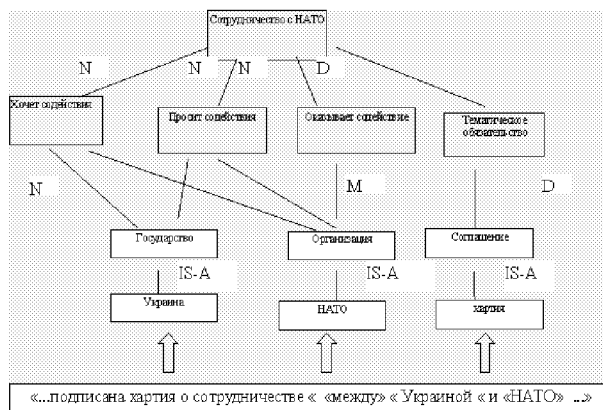 Сотрудничество с НАТО
N N N D
Хочет содействия
Просит содействия
Оказывает содействие
Тематическое
обязательство
N M D
Государство
Организация
Соглашение
IS-A IS-A IS-A
Украина
НАТО
хартия
«...подписана хартия о сотрудничестве « «между» « Украиной « и «НАТО» ...»